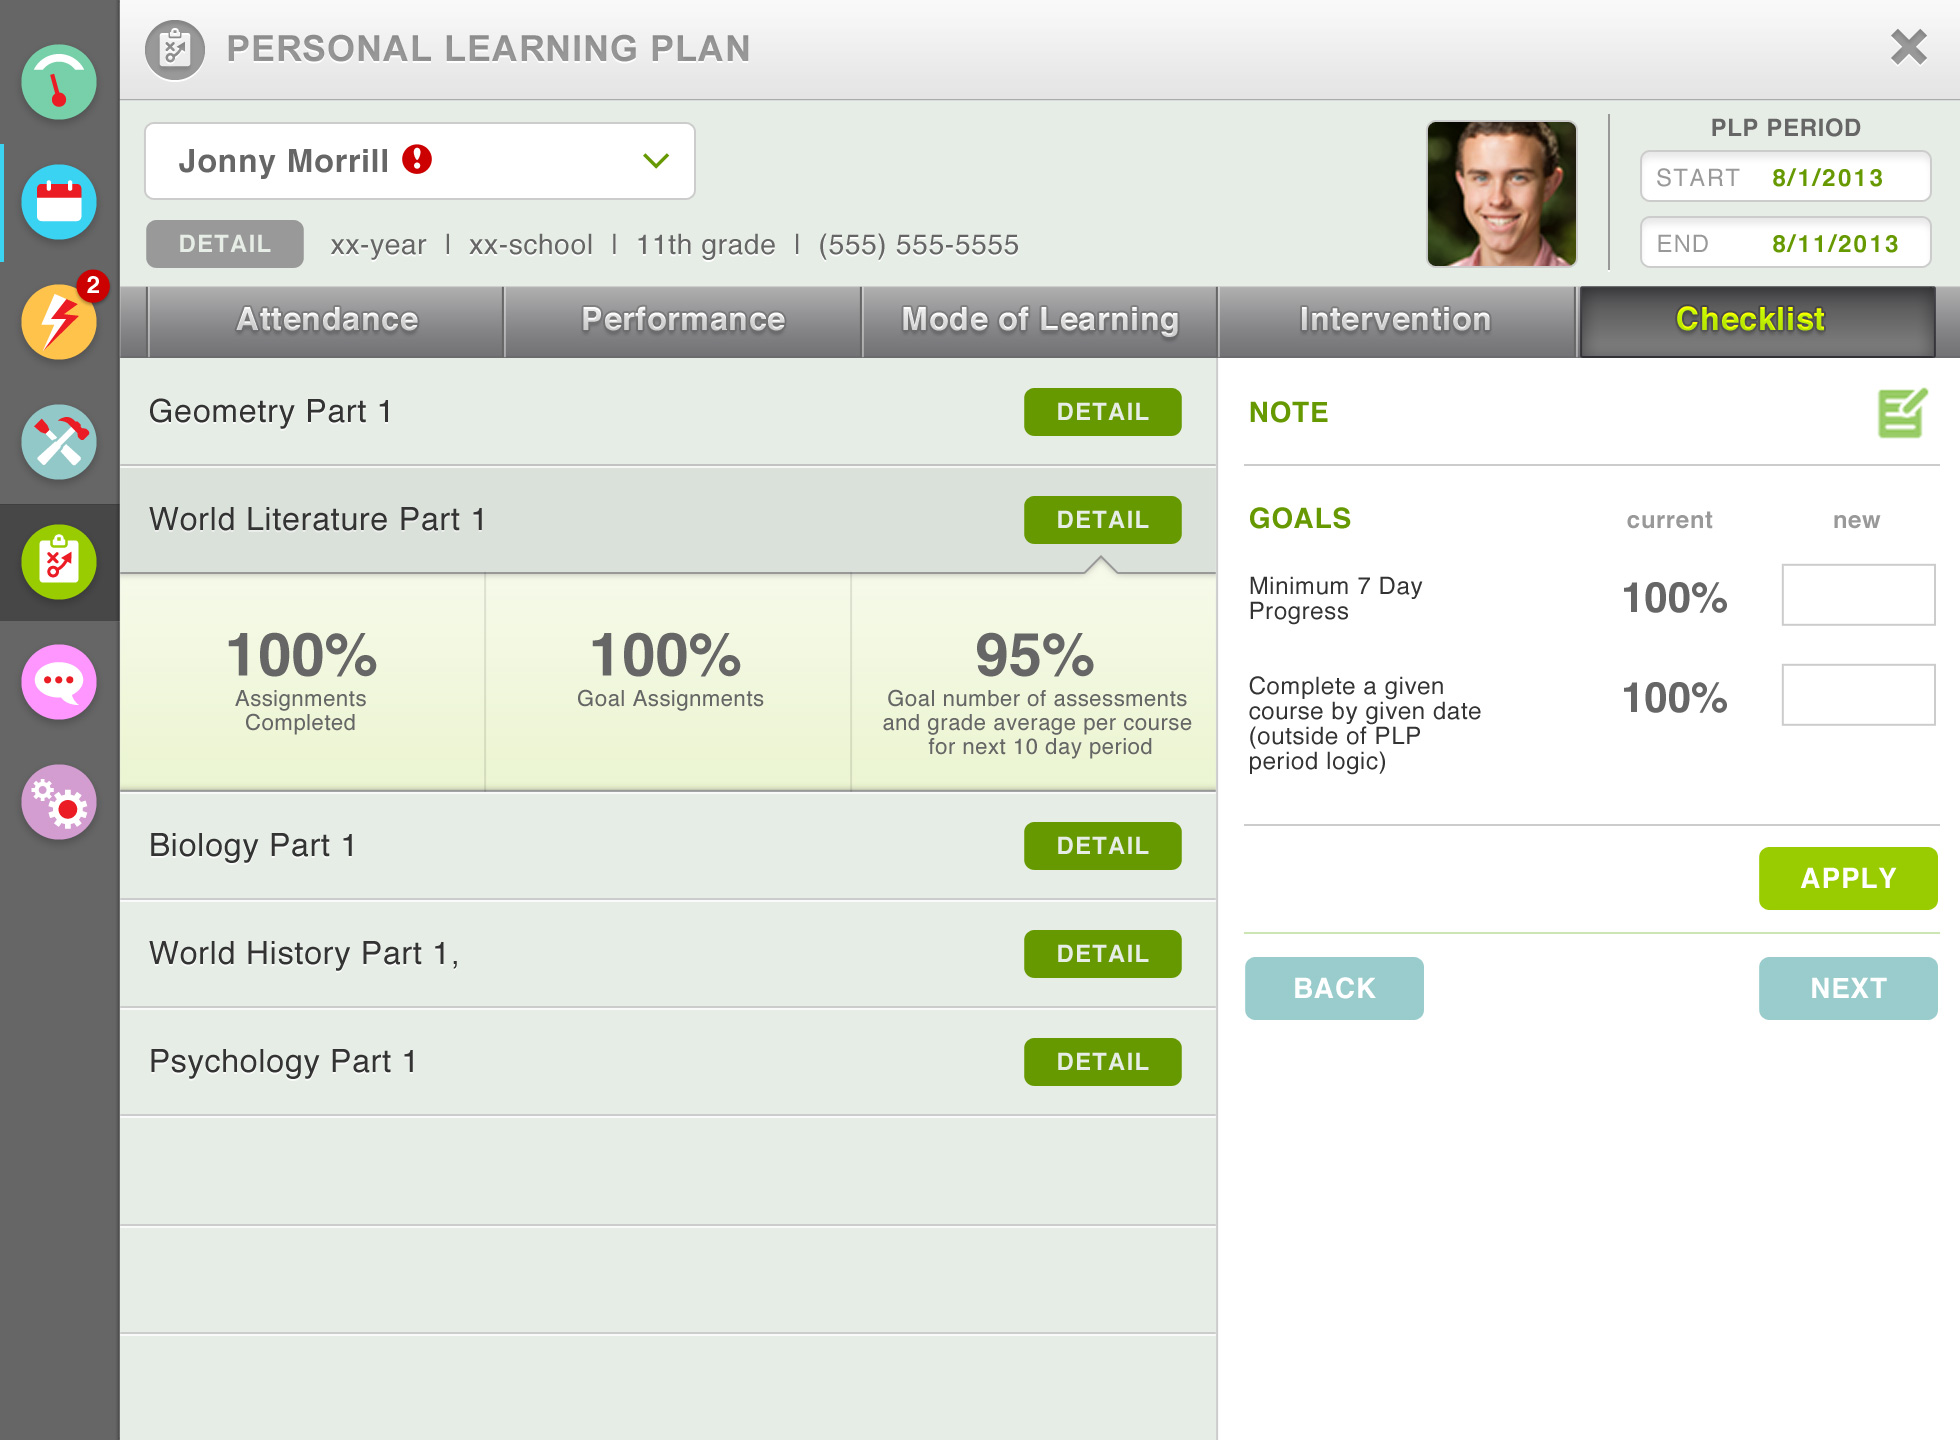 PERSONAL LEARNING PLAN
Jonny Morrill
DETAIL xx-year | xx-school | 11th grade | (555) 555-5555
PLP PERIOD
START 8/1/2013
END 8/11/2013
2
Attendance Performance Mode of Learning Intervention Checklist
Geometry Part 1 DETAIL
World Literature Part 1 DETAIL
100%
Assignments
Completed
100%
Goal Assignments
95%
Goal number of assessments
and grade average per course
for next 10 day period
Biology Part 1 DETAIL
World History Part 1, DETAIL
Psychology Part 1 DETAIL
NOTE
GOALS current new
Minimum 7 Day
Progress
100%
Complete a given
course by given date
(outside of PLP
period logic)
100%
APPLY
BACK NEXT